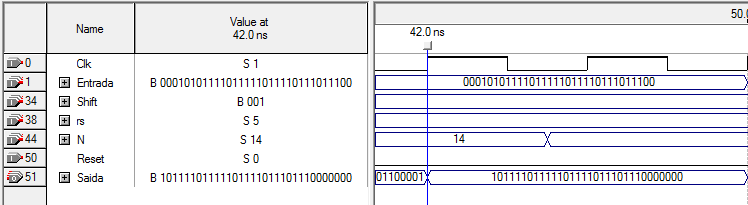 Name
Value at
42.0 ns
50.0
42.0 ns
0 Clk S 1
1 Entrada B 00010101111011111011110111011100 00010101111011111011110111011100
34 Shift B 001
38 rs S 5
44 N S 14 14
50 Reset S 0
51 Saida B 10111101111101111011101110000000 01100001 10111101111101111011101110000000